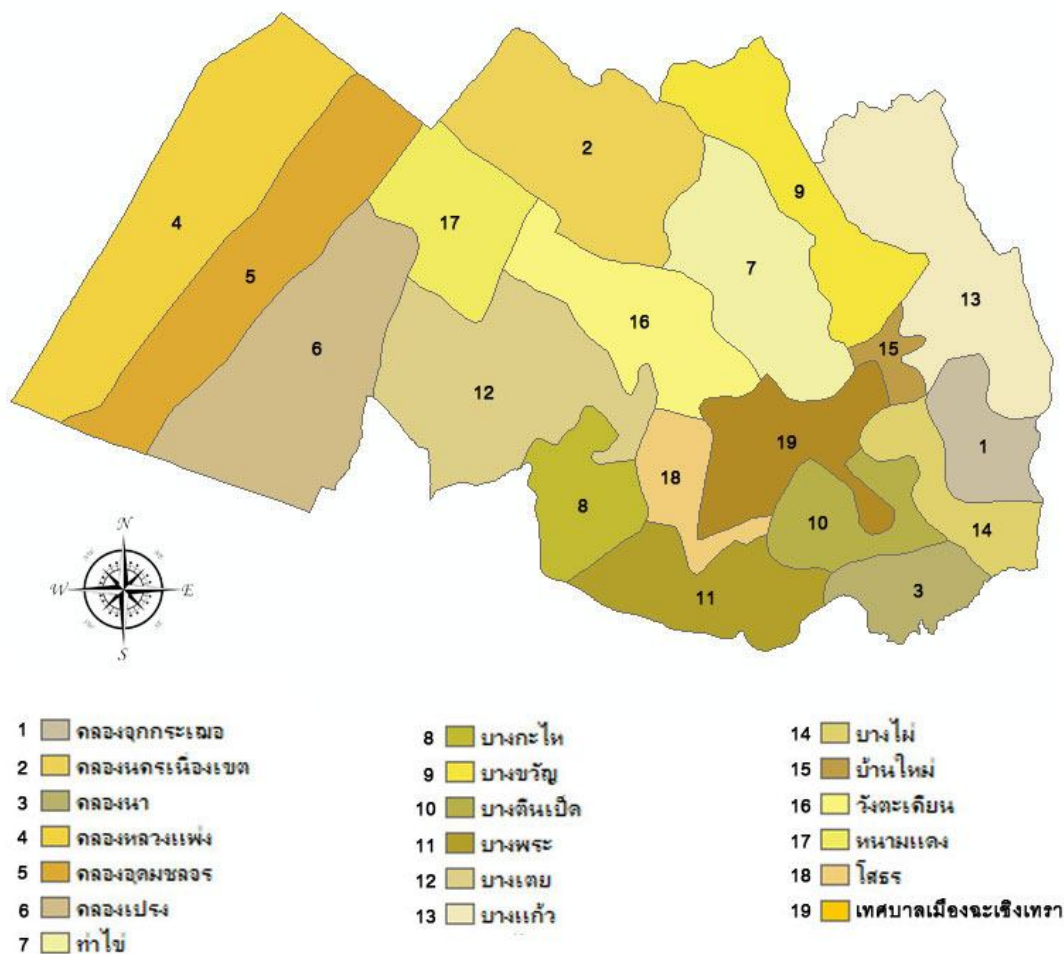 2
4
9
17
5
7
13
16
15
6
12
19
1
18
8
10
14
11
3
N
W E
S
1 คลองจุกกระเฌอ
2 คลองนครเนื่องเขต
3 คลองนา
4 คลองหลวงแพ่ง
5 คลองอุดมชลจร
6 คลองเปรง
7 ท่าไข่
8 บางกะไห
9 บางขวัญ
10 บางตีนเป็ด
11 บางพระ
12 บางเตย
13 บางแก้ว
14 บางไผ่
15 บ้านใหม่
16 วังตะเคียน
17 หนามแดง
18 โสธร
19 เทศบาลเมืองฉะเชิงเทรา